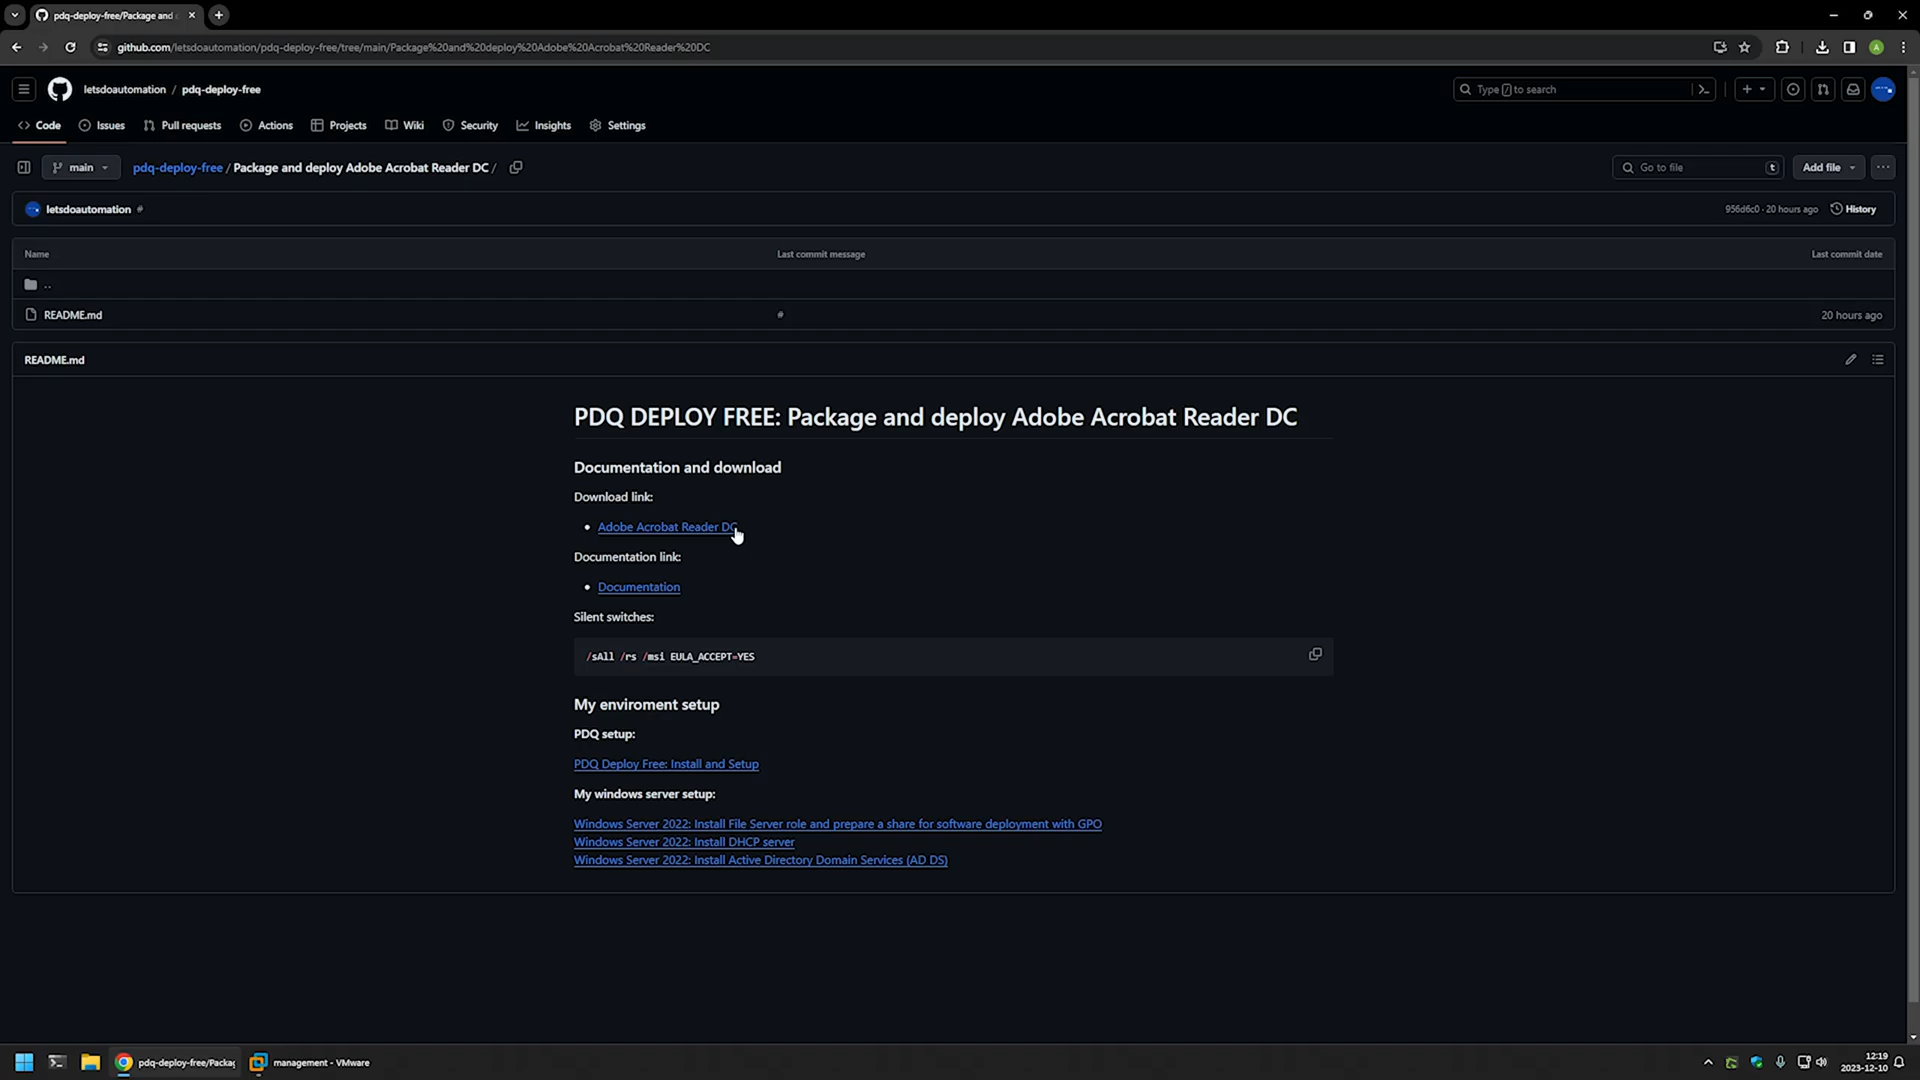 pdq-deploy-free/Package and
github.com/letsdoautomation/pdq-deploy-free/tree/main/Package%20and%20deploy%20Adobe%20Acrobat%20Reader%20DC
A
letsdoautomation / pdq-deploy-free
Type / to search
Code
Issues
Pull requests
Actions
Projects
Wiki
Security
Insights
Settings
main
pdq-deploy-free / Package and deploy Adobe Acrobat Reader DC /
Go to file
t
Add file
letsdoautomation #
956d6c0 · 20 hours ago
History
Name
Last commit message
Last commit date
..
README.md
#
20 hours ago
README.md
PDQ DEPLOY FREE: Package and deploy Adobe Acrobat Reader DC
Documentation and download
Download link:
• Adobe Acrobat Reader DC
Documentation link:
• Documentation
Silent switches:
/sAll /rs /msi EULA_ACCEPT=YES
My enviroment setup
PDQ setup:
PDQ Deploy Free: Install and Setup
My windows server setup:
Windows Server 2022: Install File Server role and prepare a share for software deployment with GPO
Windows Server 2022: Install DHCP server
Windows Server 2022: Install Active Directory Domain Services (AD DS)
pdq-deploy-free/Packag
management - VMware
12:19
2023-12-10